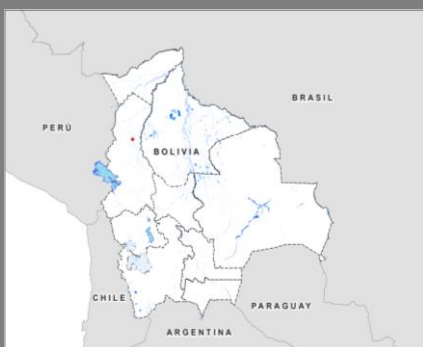 BRASIL
PERÚ
BOLIVIA
CHILE
PARAGUAY
ARGENTINA